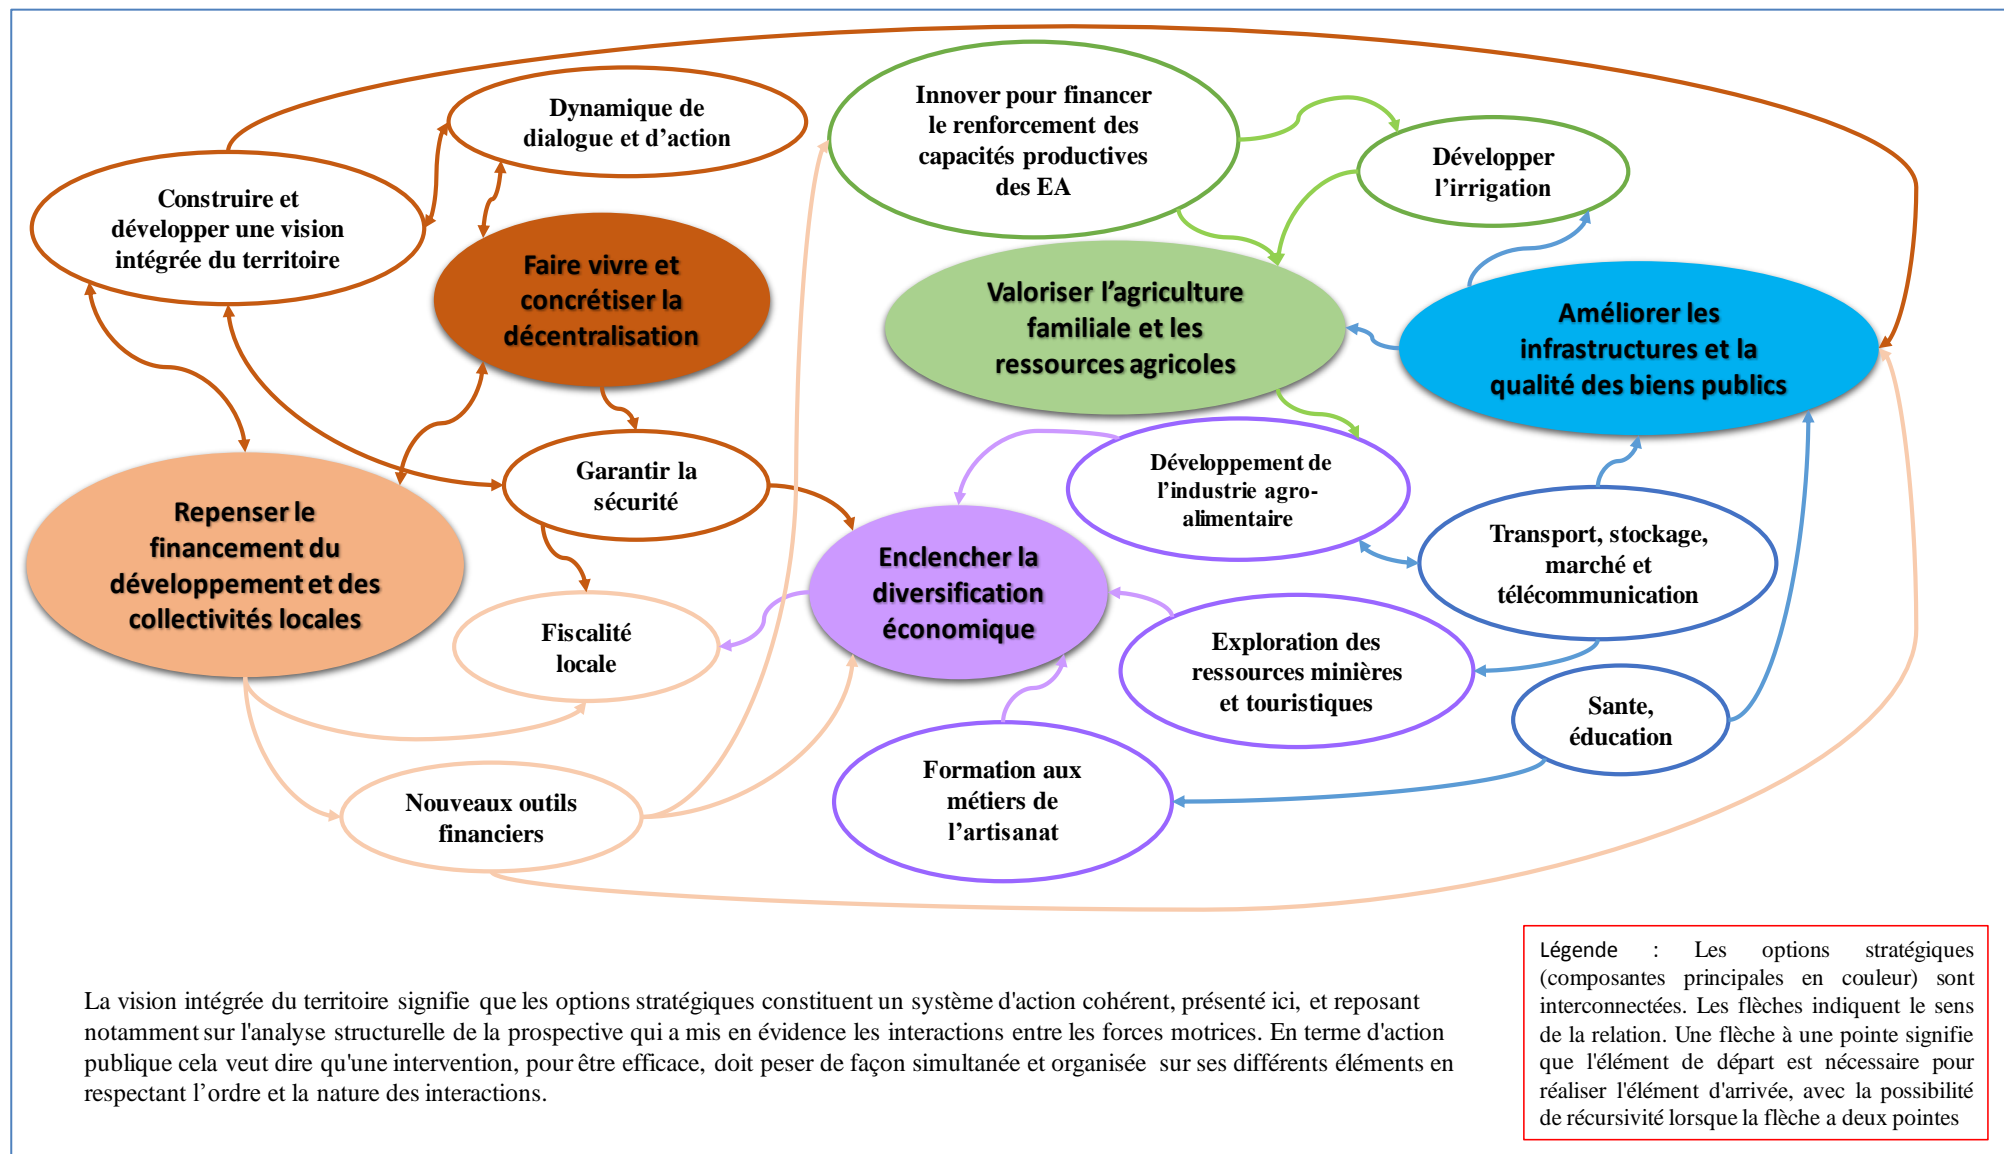 Dynamique de
dialogue et d’action
Innover pour financer
le renforcement des
capacités productives
des EA
Développer
l’irrigation
Construire et
développer une vision
intégrée du territoire
Faire vivre et
concrétiser la
décentralisation
Valoriser l’agriculture
familiale et les
ressources agricoles
Améliorer les
infrastructures et la
qualité des biens publics
Garantir la
sécurité
Développement de
l’industrie agro-
alimentaire
Repenser le
financement du
développement et des
collectivités locales
Enclencher la
diversification
économique
Transport, stockage,
marché et
télécommunication
Fiscalité
locale
Exploration des
ressources minières
et touristiques
Sante,
éducation
Nouveaux outils
financiers
Formation aux
métiers de
l’artisanat
La vision intégrée du territoire signifie que les options stratégiques constituent un système d'action cohérent, présenté ici, et reposant
notamment sur l'analyse structurelle de la prospective qui a mis en évidence les interactions entre les forces motrices. En terme d'action
publique cela veut dire qu'une intervention, pour être efficace, doit peser de façon simultanée et organisée sur ses différents éléments en
respectant l’ordre et la nature des interactions.
Légende : Les options stratégiques
(composantes principales en couleur) sont
interconnectées. Les flèches indiquent le sens
de la relation. Une flèche à une pointe signifie
que l'élément de départ est nécessaire pour
réaliser l'élément d'arrivée, avec la possibilité
de récursivité lorsque la flèche a deux pointes